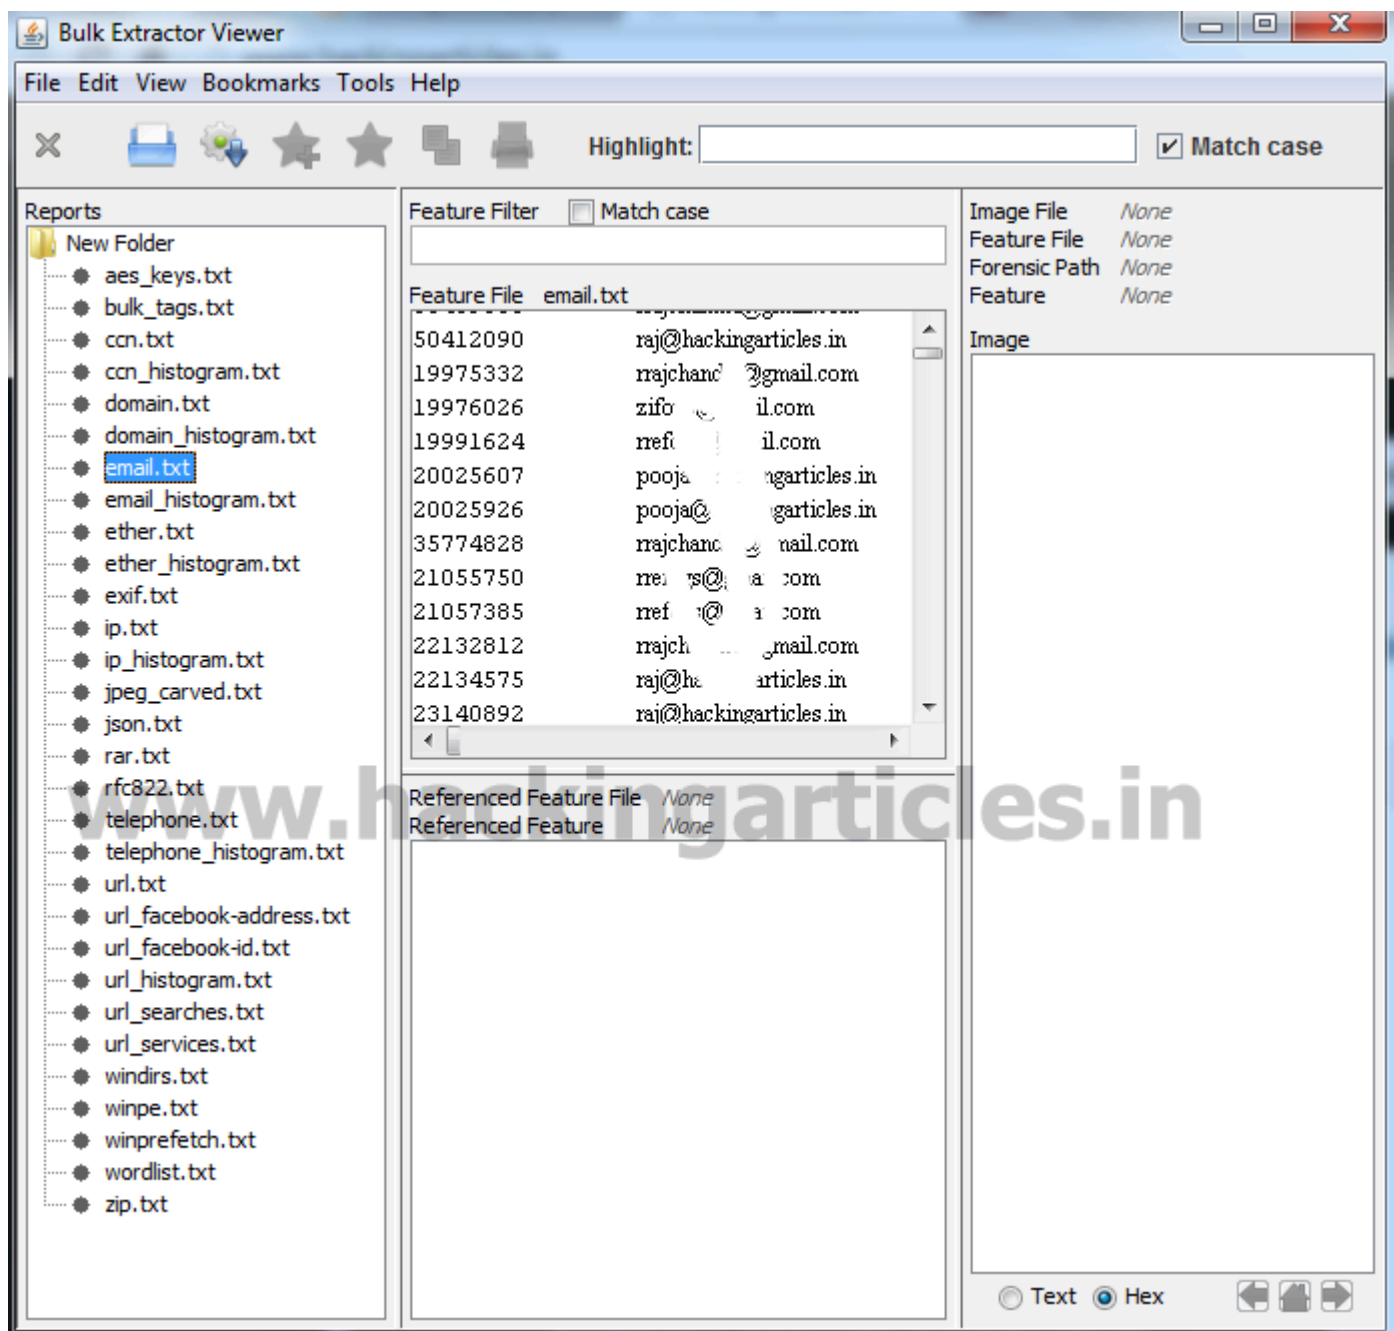 Bulk Extractor Viewer
File Edit View Bookmarks Tools Help
Highlight: Match case
Reports
New Folder
aes_keys.txt
bulk_tags.txt
ccn.txt
ccn_histogram.txt
domain.txt
domain_histogram.txt
email.txt
email_histogram.txt
ether.txt
ether_histogram.txt
exif.txt
ip.txt
ip_histogram.txt
jpeg_carved.txt
json.txt
rar.txt
rfc822.txt
telephone.txt
telephone_histogram.txt
url.txt
url_facebook-address.txt
url_facebook-id.txt
url_histogram.txt
url_searches.txt
url_services.txt
windirs.txt
winpe.txt
winprefetch.txt
wordlist.txt
zip.txt
Feature Filter Match case
Feature File email.txt
50412090 raj@hackingarticles.in
19975332
19976026
19991624
20025607
20025926
35774828
21055750
21057385
22132812
22134575
23140892 raj@hackingarticles.in
Referenced Feature File None
Referenced Feature None
Image File None
Feature File None
Forensic Path None
Feature None
Image
Text Hex
www.hackingarticles.in